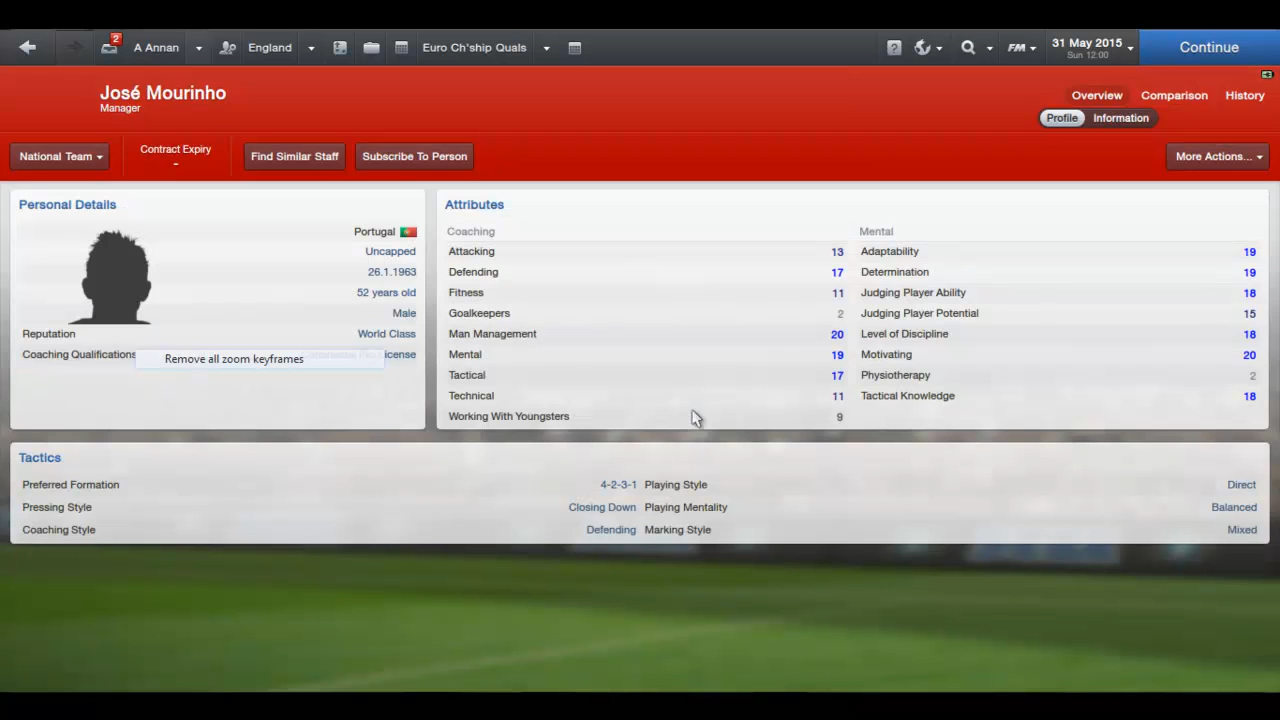 2
A Annan
England
Euro Ch'ship Quals
?
FM
31 May 2015
Sun 12:00
Continue
José Mourinho
Manager
Overview Comparison History
Profile Information
National Team
Contract Expiry
-
Find Similar Staff
Subscribe To Person
More Actions...
Personal Details
Portugal
Uncapped
26.1.1963
52 years old
Male
Reputation World Class
Coaching Qualifications License
Remove all zoom keyframes
Attributes
Coaching
Attacking 13
Defending 17
Fitness 11
Goalkeepers 2
Man Management 20
Mental 19
Tactical 17
Technical 11
Working With Youngsters 9
Mental
Adaptability 19
Determination 19
Judging Player Ability 18
Judging Player Potential 15
Level of Discipline 18
Motivating 20
Physiotherapy 2
Tactical Knowledge 18
Tactics
Preferred Formation 4-2-3-1 Playing Style Direct
Pressing Style Closing Down Playing Mentality Balanced
Coaching Style Defending Marking Style Mixed